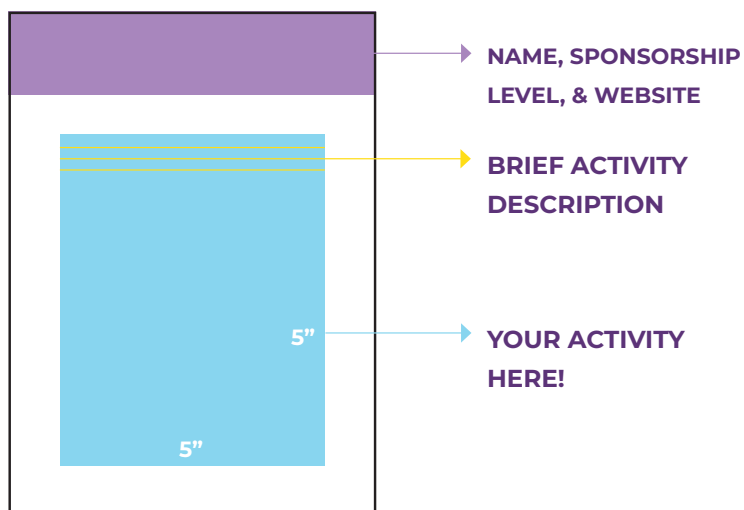 NAME, SPONSORSHIP
LEVEL, & WEBSITE
BRIEF ACTIVITY
DESCRIPTION
5”
YOUR ACTIVITY
HERE!
5”